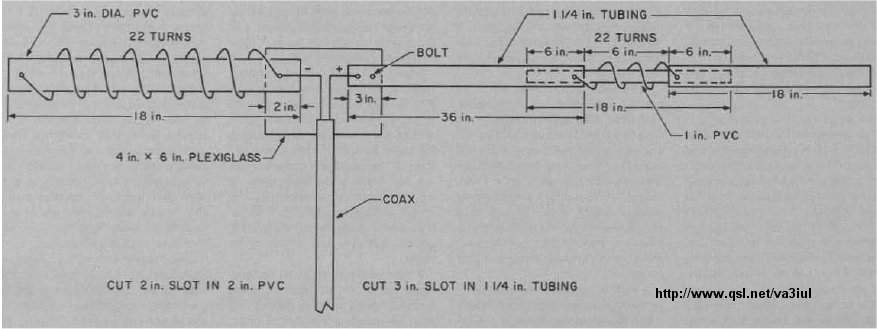 3 in. DIA. PVC
22 TURNS
1 1/4 in. TUBING
22 TURNS
BOLT
6 in.
6 in.
6 in.
-
+
2 in.
3 in.
18 in.
36 in.
18 in.
18 in.
1 in. PVC
4 in. × 6 in. PLEXIGLASS
COAX
CUT 2 in. SLOT IN 2 in. PVC
CUT 3 in. SLOT IN 1 1/4 in. TUBING
http://www.qsl.net/va3iul